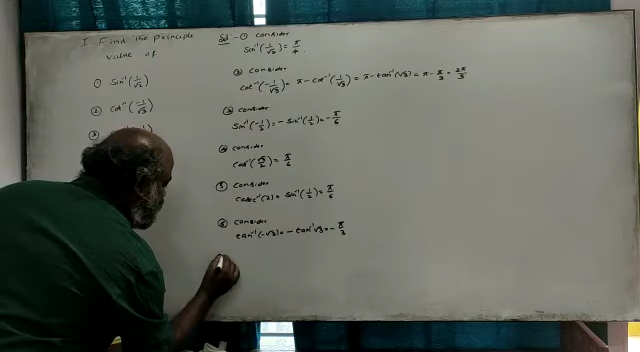 I Find the principle
value of
① sin⁻¹(1/√2)
② cot⁻¹(-1/√3)
③
Sol - ① consider
sin⁻¹(1/√2) = π/4.
② consider
cot⁻¹(-1/√3) = π - cot⁻¹(1/√3) = π - tan⁻¹(√3) = π - π/3 = 2π/3
③ consider
sin⁻¹(-1/2) = - sin⁻¹(1/2) = - π/6
④ consider
cos⁻¹(√3/2) = π/6
⑤ consider
cosec⁻¹(2) = sin⁻¹(1/2) = π/6
⑥ consider
tan⁻¹(-√3) = - tan⁻¹√3 = - π/3